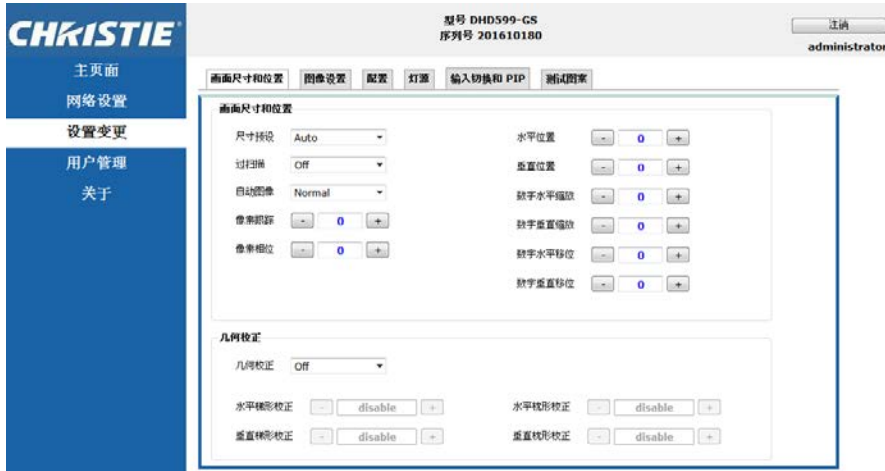 CHRISTIE
型号 DHD599-GS
序列号 201610180
注销
administrator
主页面
网络设置
设置变更
用户管理
关于
画面尺寸和位置 图像设置 配置 灯源 输入切换和 PIP 测试图案
画面尺寸和位置
尺寸预设 Auto 水平位置 - 0 +
过扫描 Off 垂直位置 - 0 +
自动图像 Normal 数字水平缩放 - 0 +
像素跟踪 - 0 + 数字垂直缩放 - 0 +
像素相位 - 0 + 数字水平移位 - 0 +
数字垂直移位 - 0 +
几何校正
几何校正 Off
水平梯形校正 - disable + 水平枕形校正 - disable +
垂直梯形校正 - disable + 垂直枕形校正 - disable +